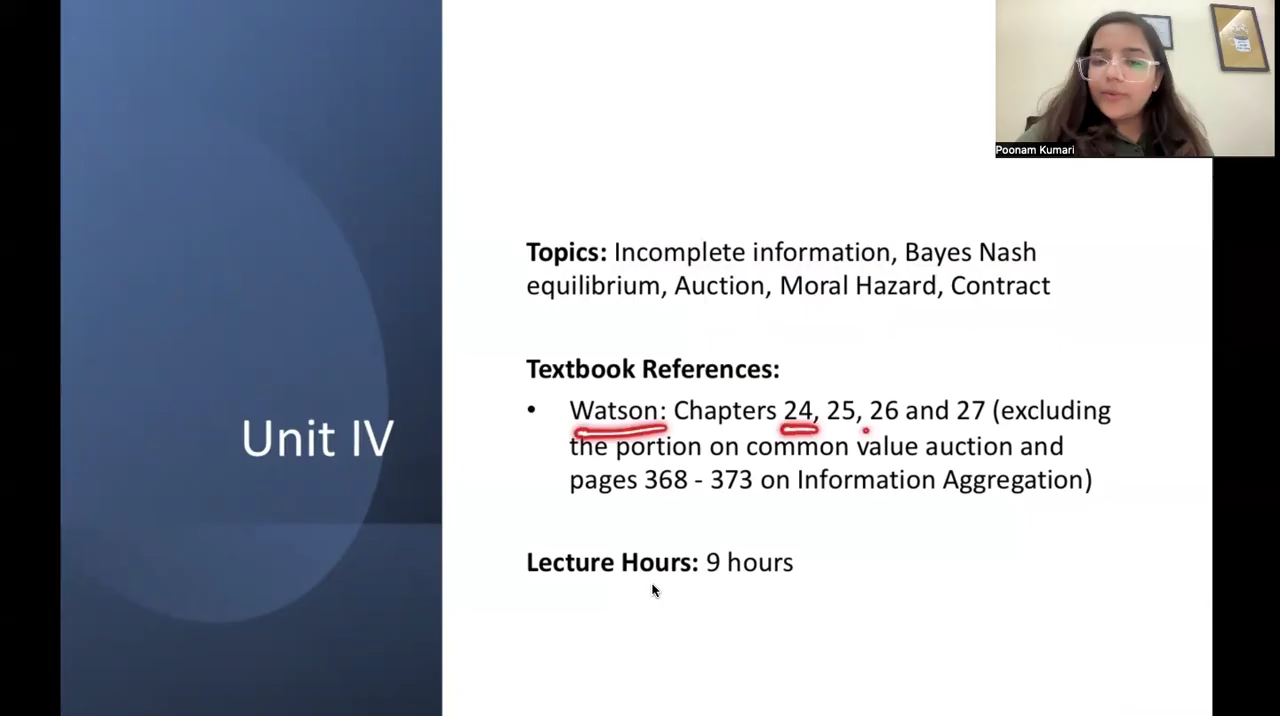 Poonam Kumari
Unit IV
Topics: Incomplete information, Bayes Nash
equilibrium, Auction, Moral Hazard, Contract
Textbook References:
• Watson: Chapters 24, 25, 26 and 27 (excluding
the portion on common value auction and
pages 368 - 373 on Information Aggregation)
Lecture Hours: 9 hours